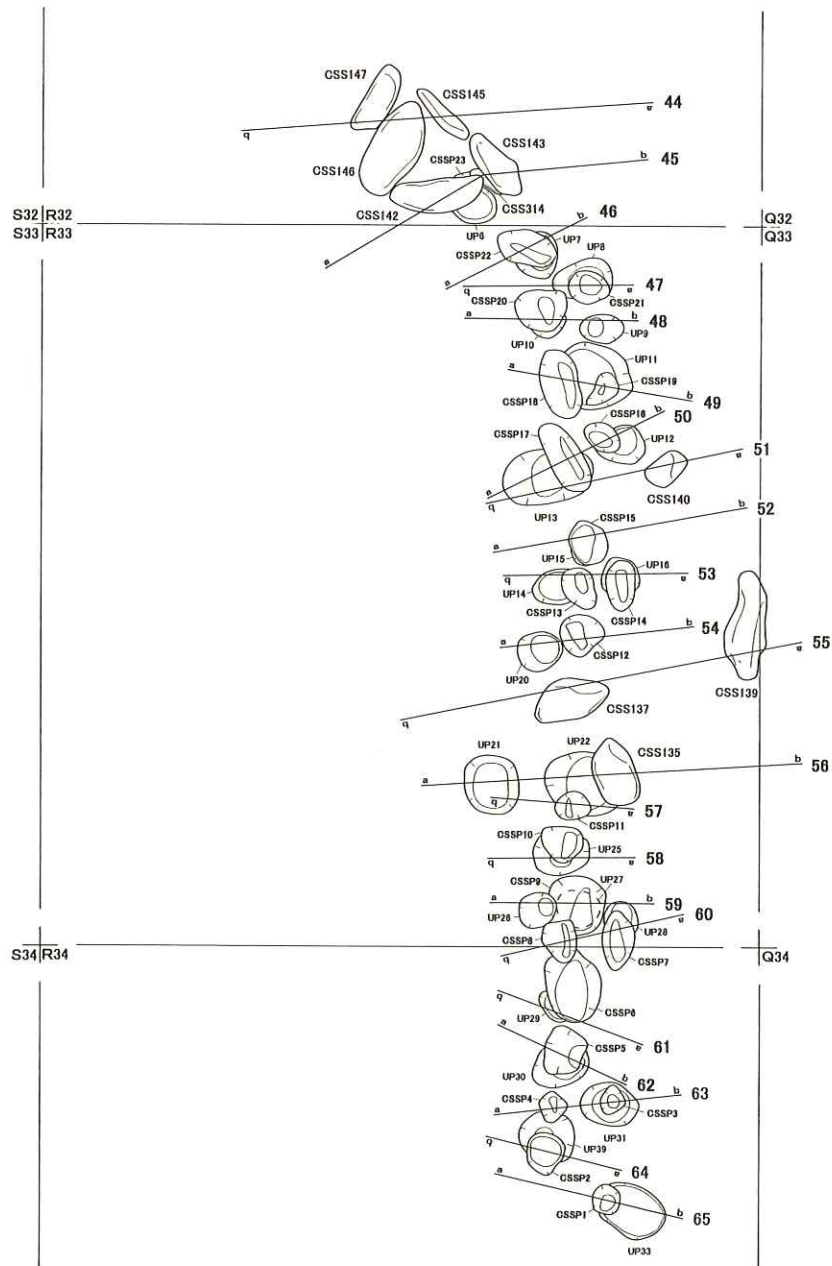 CSS147
CSS145
44
q
a
CSS143
CSSP23
b
45
CSS146
S32 R32
CSS142
CSS314
46
b
Q32
S33 R33
UP6
UP7
Q33
CSSP22
UP8
a
a
q
47
a
CSSP20
CSSP21
a
b
48
UP10
UP9
UP11
a
CSSP19
CSSP18
b
49
CSSP16
50
CSSP17
UP12
51
a
a
q
CSS140
UP13
b
52
CSSP15
a
UP15
UP16
q
53
a
UP14
CSSP13
CSSP14
b
54
a
CSSP12
55
a
UP20
CSS139
CSS137
q
UP21
UP22
CSS135
b
56
a
q
57
a
CSSP11
CSSP10
UP25
q
58
a
CSSP9
UP27
a
b
59
60
UP26
a
UP28
CSSP8
S34 R34
q
CSSP7
Q34
q
UP29
CSSP6
a
61
a
CSSP5
UP30
62
b
63
b
CSSP4
a
CSSP3
UP31
q
UP39
64
CSSP2
a
a
CSSP1
b
65
UP33